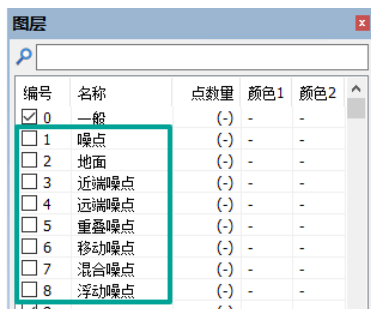 图层
编号 名称 点数量 颜色1 颜色2
0 一般 (-) - -
1 噪点 (-) - -
2 地面 (-) - -
3 近端噪点 (-) - -
4 远端噪点 (-) - -
5 重叠噪点 (-) - -
6 移动噪点 (-) - -
7 混合噪点 (-) - -
8 浮动噪点 (-) - -